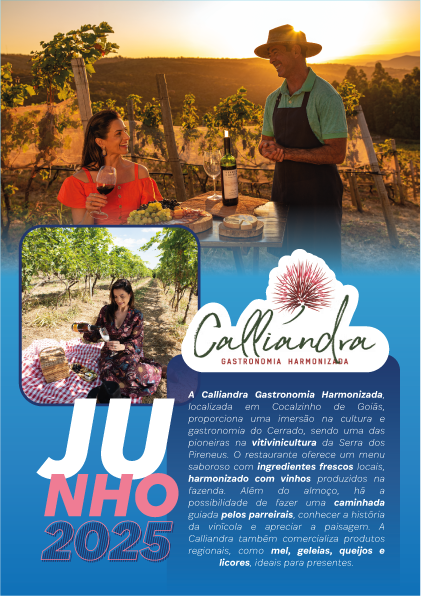 Calliandra
GASTRONOMIA HARMONIZADA
A Calliandra Gastronomia Harmonizada,
localizada em Cocalzinho de Goiás,
proporciona uma imersão na cultura e
gastronomia do Cerrado, sendo uma das
pioneiras na vitivinicultura da Serra dos
Pireneus. O restaurante oferece um menu
saboroso com ingredientes frescos locais,
harmonizado com vinhos produzidos na
fazenda. Além do almoço, há a
possibilidade de fazer uma caminhada
guiada pelos parreirais, conhecer a história
da vinícola e apreciar a paisagem. A
Calliandra também comercializa produtos
regionais, como mel, geleias, queijos e
licores, ideais para presentes.
JU
NHO
2025